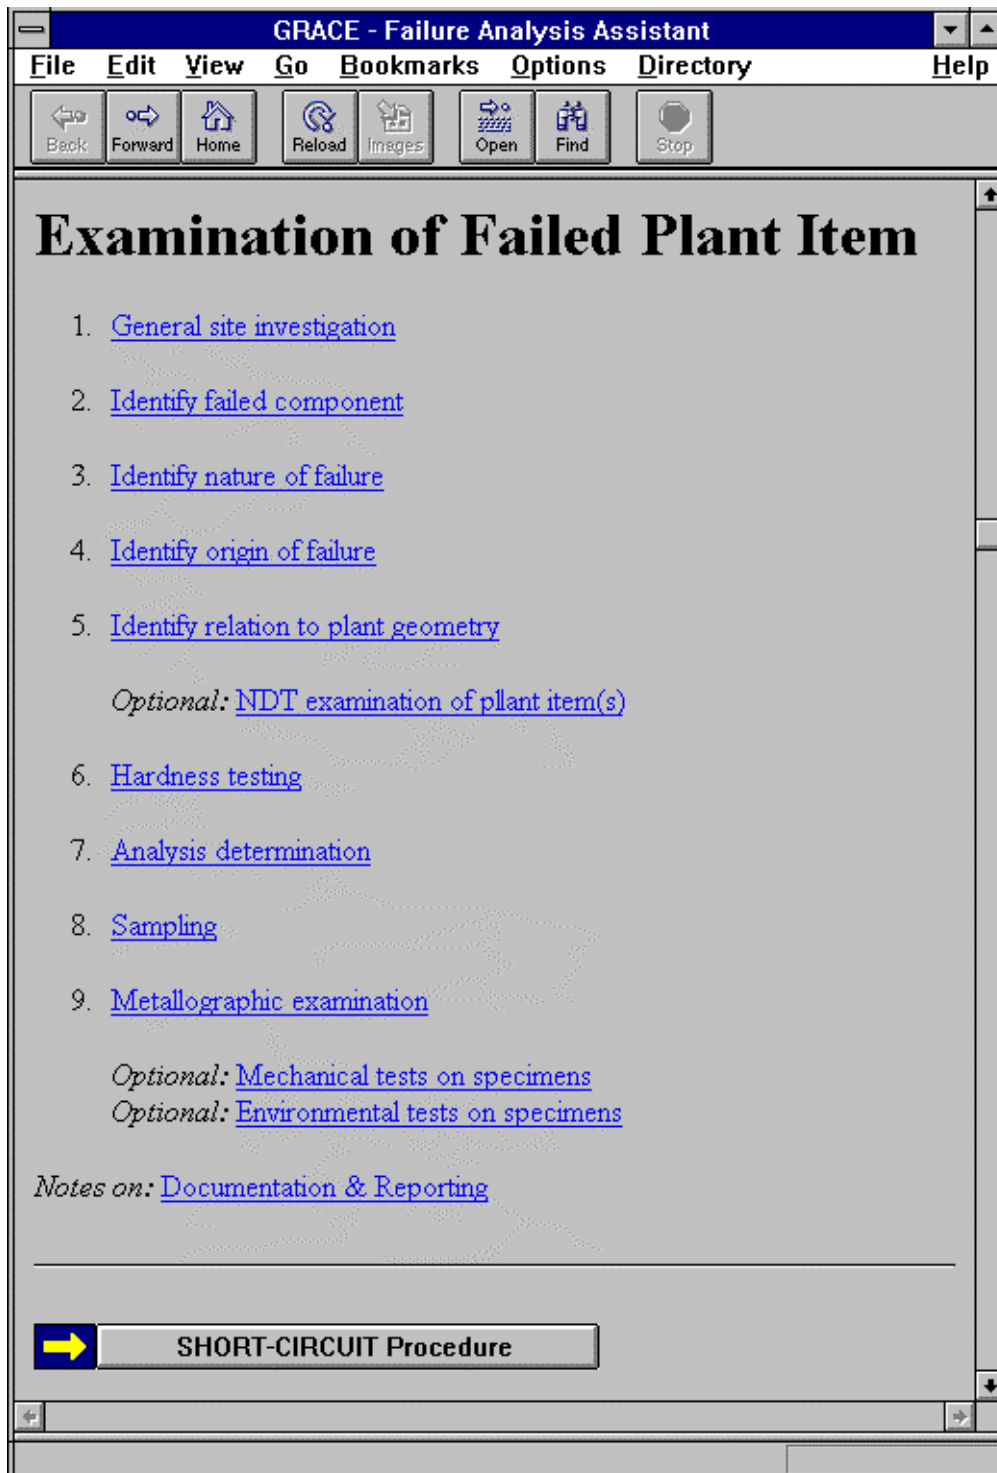 GRACE - Failure Analysis Assistant
File Edit View Go Bookmarks Options Directory Help
Back Forward Home Reload Images Open Find Stop
Examination of Failed Plant Item
1. General site investigation
2. Identify failed component
3. Identify nature of failure
4. Identify origin of failure
5. Identify relation to plant geometry
Optional: NDT examination of pllant item(s)
6. Hardness testing
7. Analysis determination
8. Sampling
9. Metallographic examination
Optional: Mechanical tests on specimens
Optional: Environmental tests on specimens
Notes on: Documentation & Reporting
SHORT-CIRCUIT Procedure